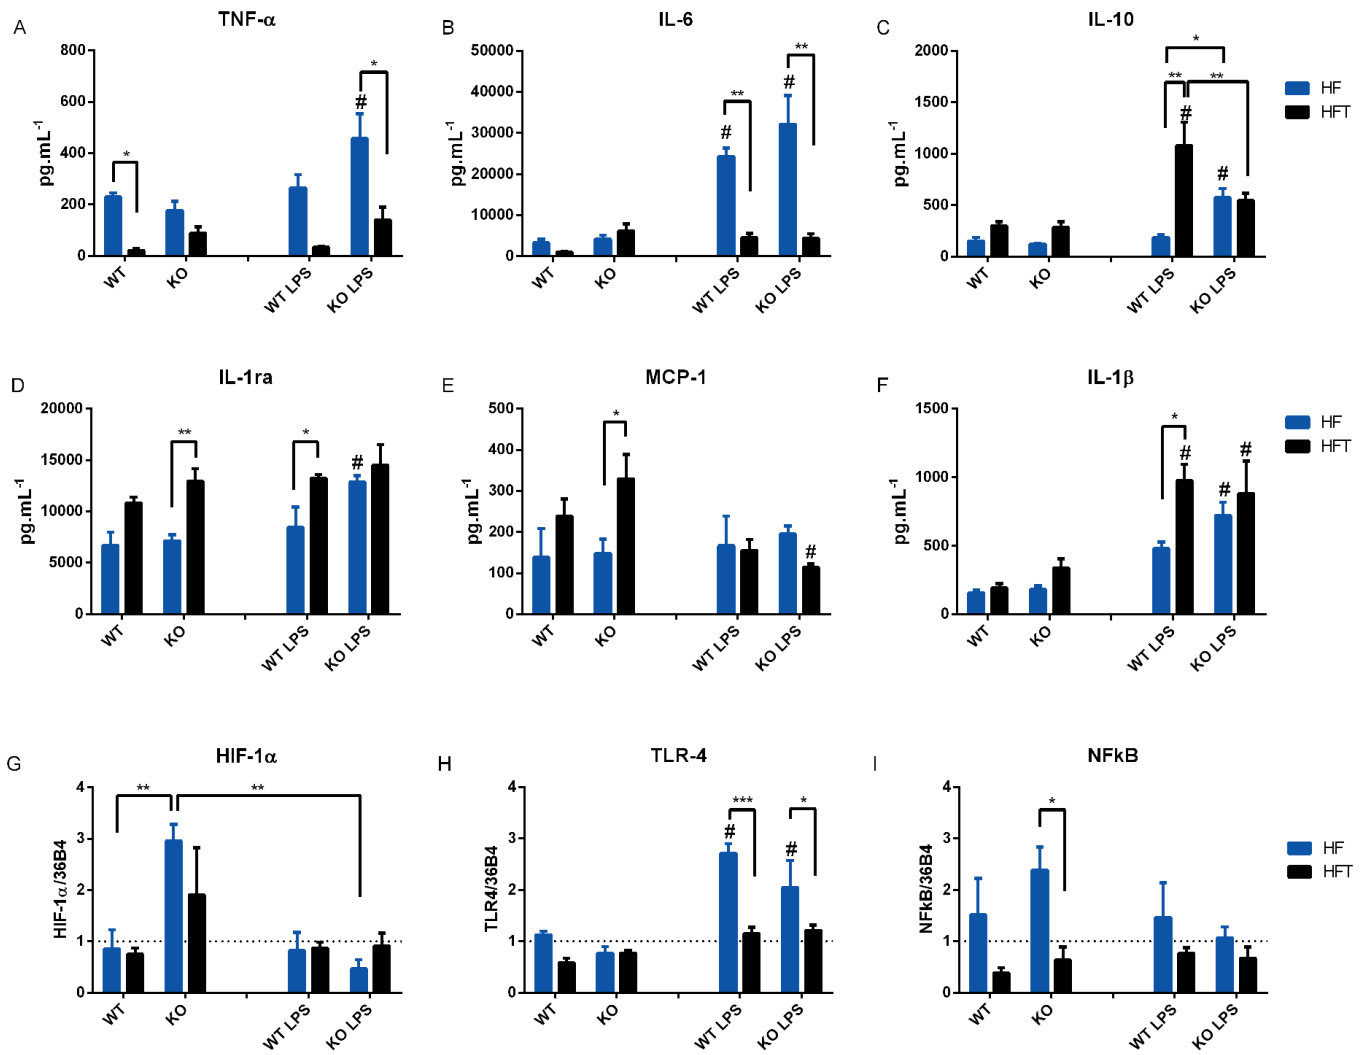 A
TNF-α
pg.mL-1
800
600
400
200
0
*
#
*
WT
KO
WT LPS
KO LPS
B
IL-6
pg.mL-1
50000
40000
30000
20000
10000
0
**
#
**
#
WT
KO
WT LPS
KO LPS
C
IL-10
pg.mL-1
2000
1500
1000
500
0
*
**
**
#
#
WT
KO
WT LPS
KO LPS
HF
HFT
D
IL-1ra
pg.mL-1
20000
15000
10000
5000
0
**
*
#
WT
KO
WT LPS
KO LPS
E
MCP-1
pg.mL-1
500
400
300
200
100
0
*
#
WT
KO
WT LPS
KO LPS
F
IL-1β
pg.mL-1
1500
1000
500
0
*
#
#
#
WT
KO
WT LPS
KO LPS
HF
HFT
G
HIF-1α
HIF-1α/36B4
4
3
2
1
0
**
**
WT
KO
WT LPS
KO LPS
H
TLR-4
TLR4/36B4
4
3
2
1
0
***
*
#
#
WT
KO
WT LPS
KO LPS
I
NFkB
NFkB/36B4
4
3
2
1
0
*
WT
KO
WT LPS
KO LPS
HF
HFT